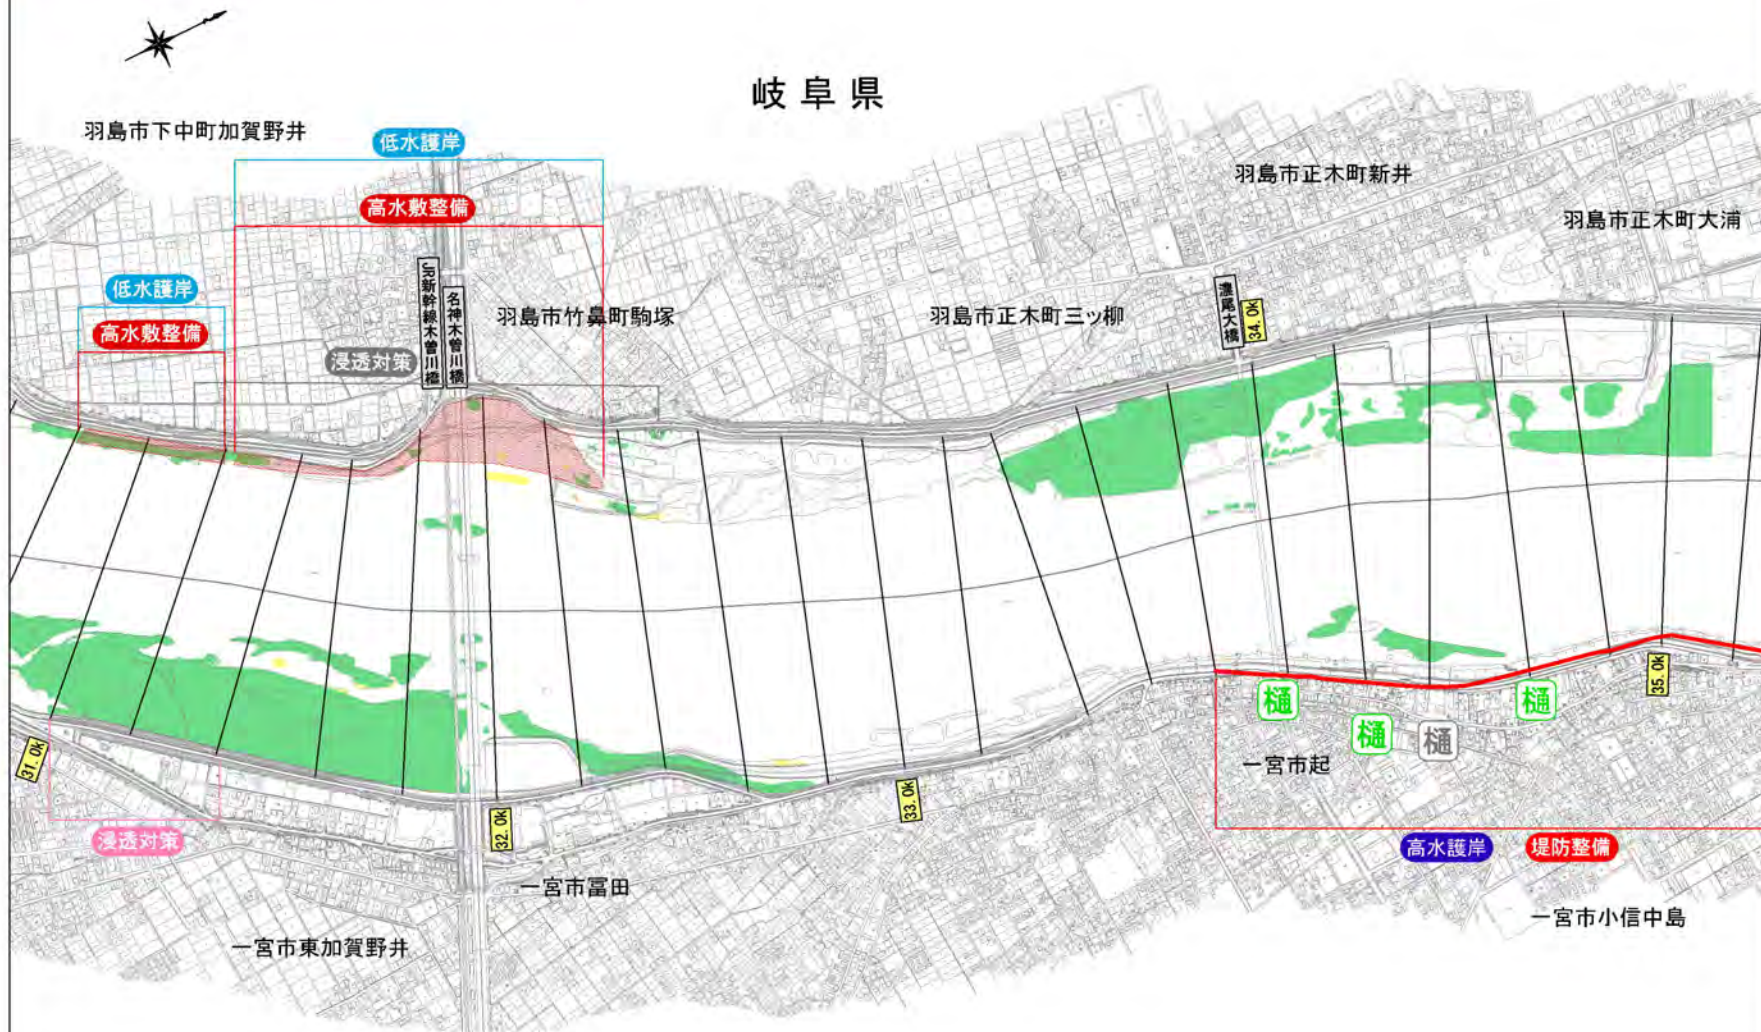 岐阜県
羽島市下中町加賀野井
低水護岸
高水敷整備
羽島市正木町新井
羽島市正木町大浦
低水護岸
高水敷整備
浸透対策
JR新幹線木曽川橋
名神木曽川橋
羽島市竹鼻町駒塚
羽島市正木町三ッ柳
濃尾大橋
34.0k
35.0k
樋
樋
樋
樋
31.0k
32.0k
33.0k
一宮市起
浸透対策
高水護岸
堤防整備
一宮市冨田
一宮市小信中島
一宮市東加賀野井